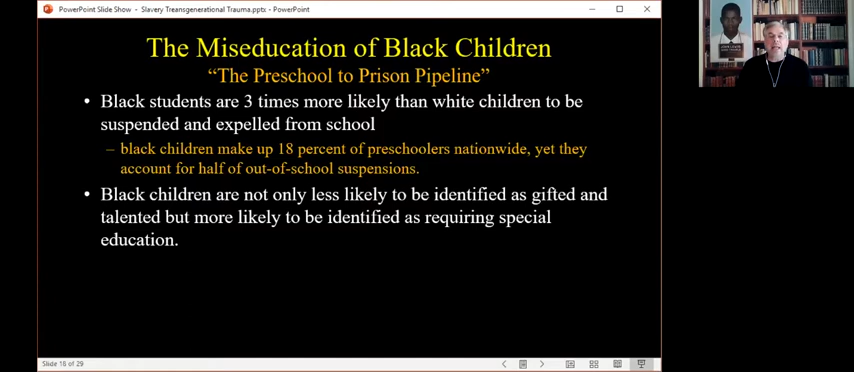 PowerPoint Slide Show - Slavery Treansgenerational Trauma.pptx - PowerPoint
The Miseducation of Black Children
“The Preschool to Prison Pipeline”
• Black students are 3 times more likely than white children to be
suspended and expelled from school
– black children make up 18 percent of preschoolers nationwide, yet they
account for half of out-of-school suspensions.
• Black children are not only less likely to be identified as gifted and
talented but more likely to be identified as requiring special
education.
Slide 18 of 29